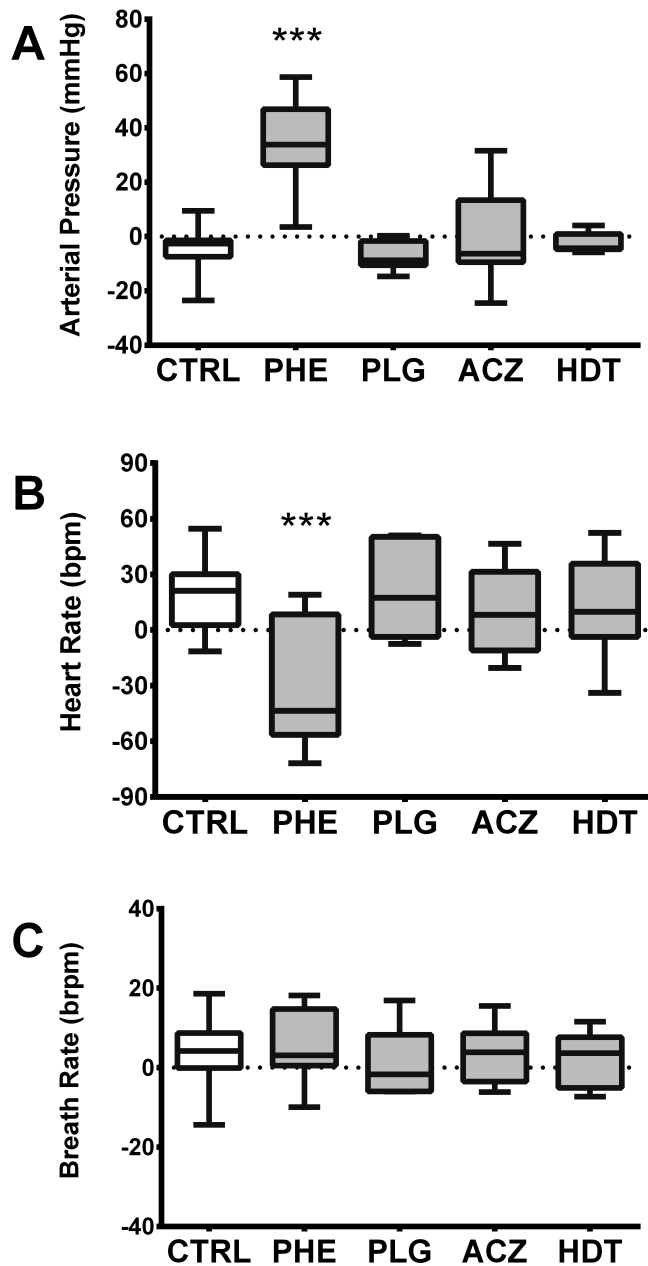 A
Arterial Pressure (mmHg)
80
60
40
20
0
-20
-40
***
CTRL PHE PLG ACZ HDT
B
Heart Rate (bpm)
90
60
30
0
-30
-60
-90
***
CTRL PHE PLG ACZ HDT
C
Breath Rate (brpm)
40
20
0
-20
-40
CTRL PHE PLG ACZ HDT